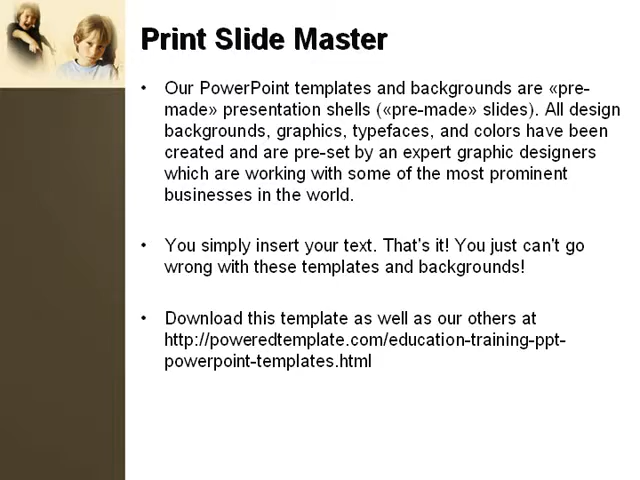 Print Slide Master
• Our PowerPoint templates and backgrounds are «pre-
made» presentation shells («pre-made» slides). All design
backgrounds, graphics, typefaces, and colors have been
created and are pre-set by an expert graphic designers
which are working with some of the most prominent
businesses in the world.
• You simply insert your text. That's it! You just can't go
wrong with these templates and backgrounds!
• Download this template as well as our others at
http://poweredtemplate.com/education-training-ppt-
powerpoint-templates.html